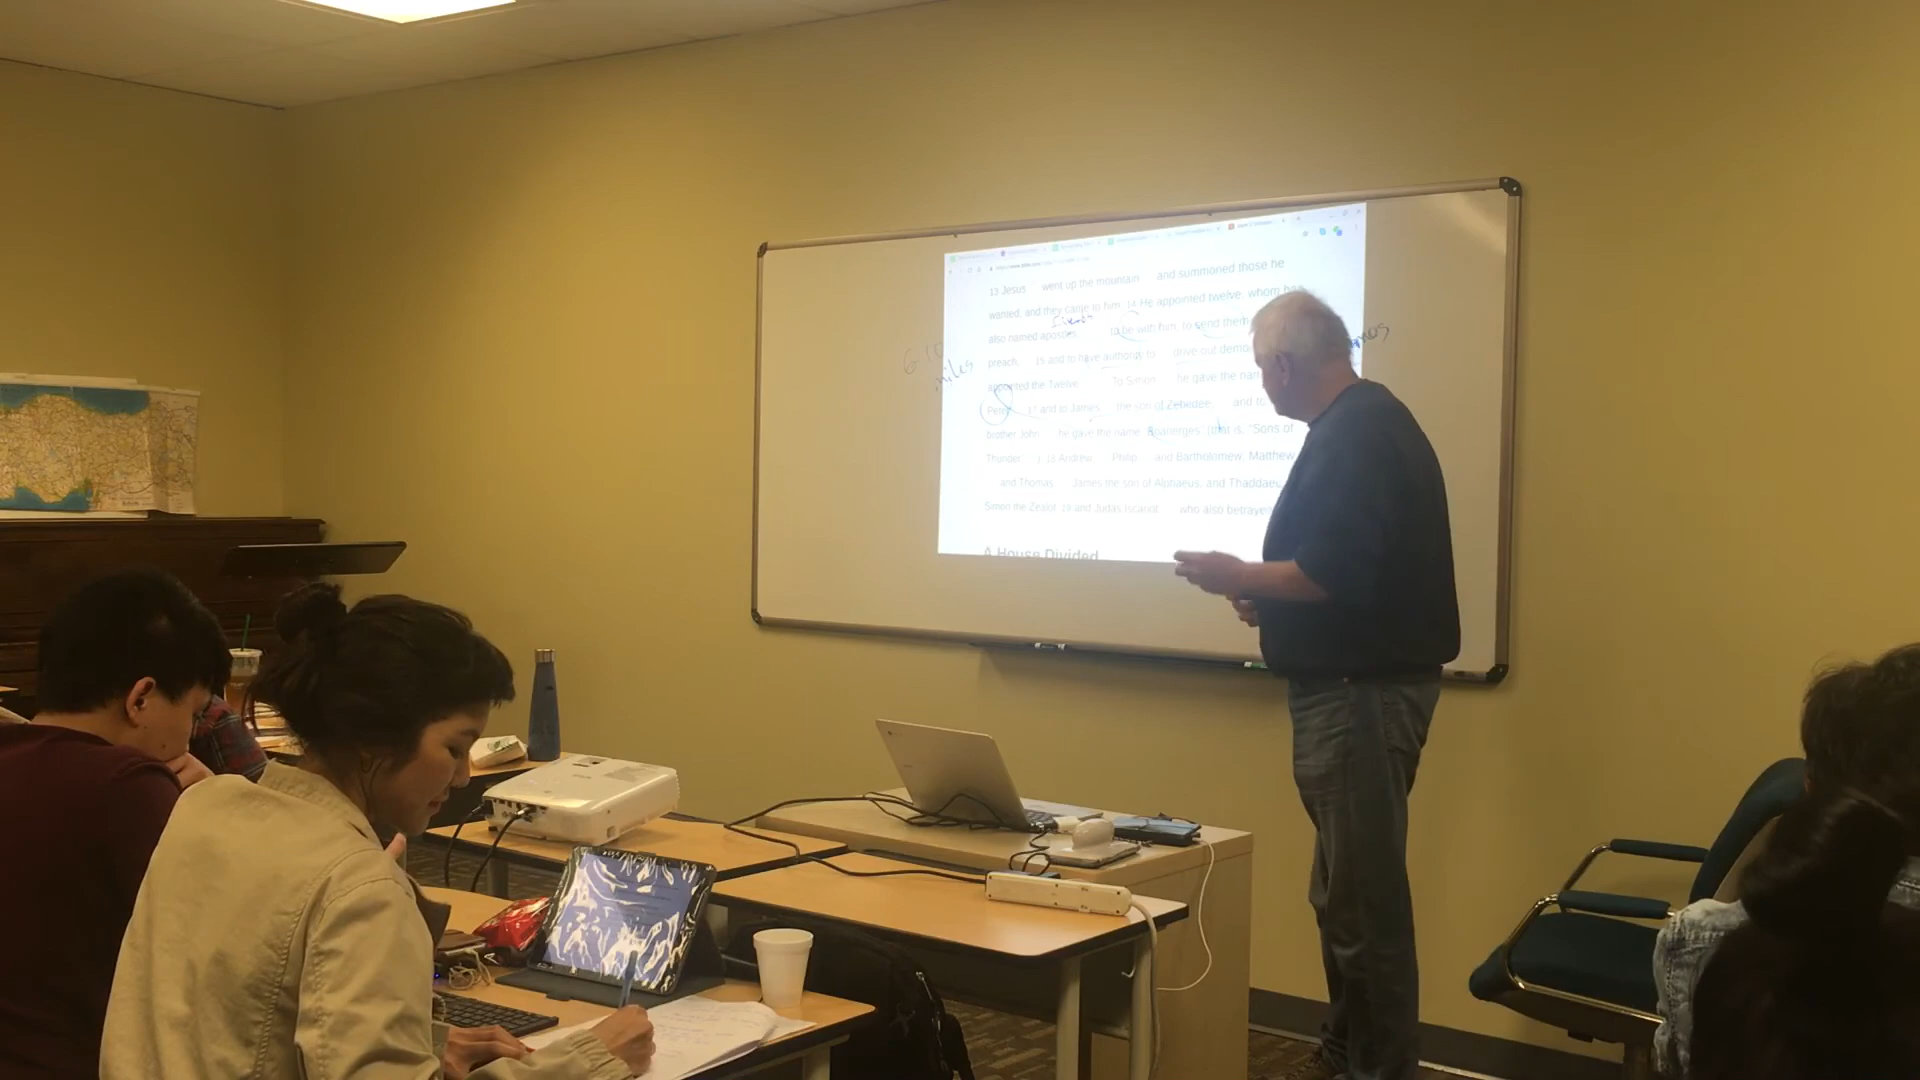 13 Jesus went up the mountain and summoned those he
wanted, and they came to him. 14 He appointed twelve, whom he
also named apostles, to be with him, to send them
preach, 15 and to have authority to drive out demo
appointed the Twelve To Simon he gave the nam
Peter 17 and to James the son of Zebedee, and to
brother John he gave the name Boanerges (that is, "Sons of
Thunder" 18 Andrew Philip and Bartholomew Matthew
and Thomas James the son of Alphaeus, and Thaddaeu
Simon the Zealot 19 and Judas Iscariot who also betraye
A House Divided
miles